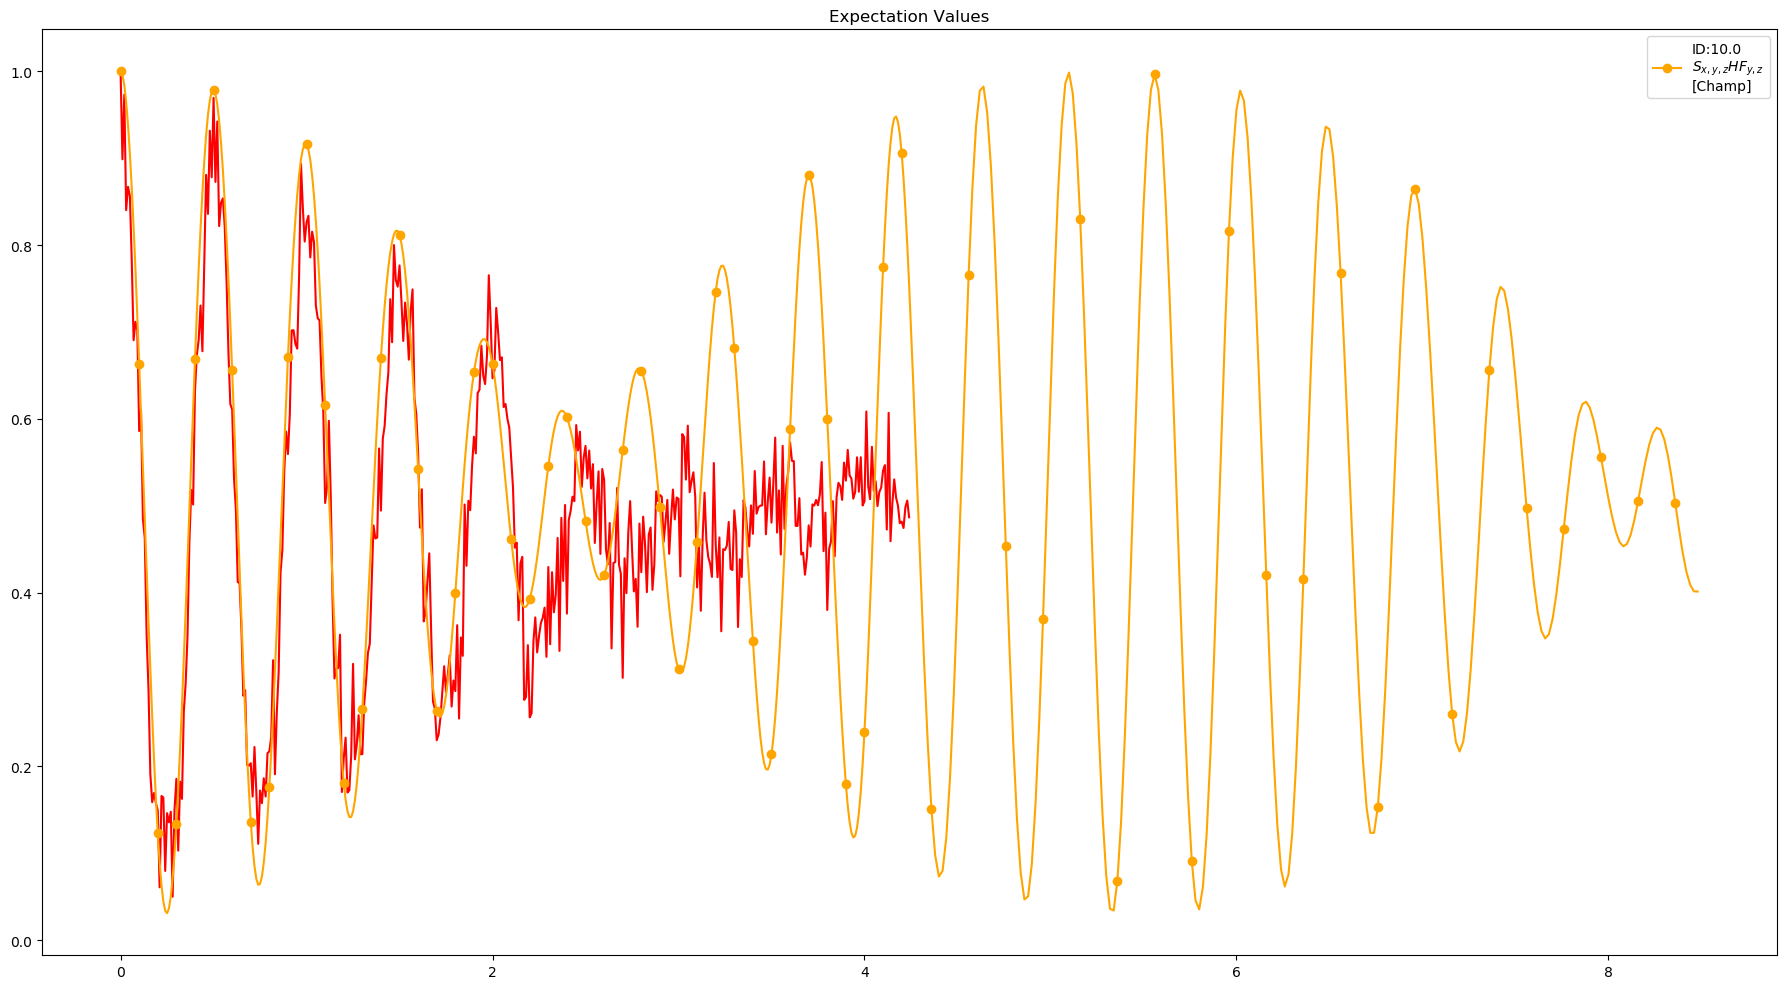 Expectation Values
ID:10.0
$S_{x,y,z}HF_{y,z}$
[Champ]
1.0
0.8
0.6
0.4
0.2
0.0
0 2 4 6 8